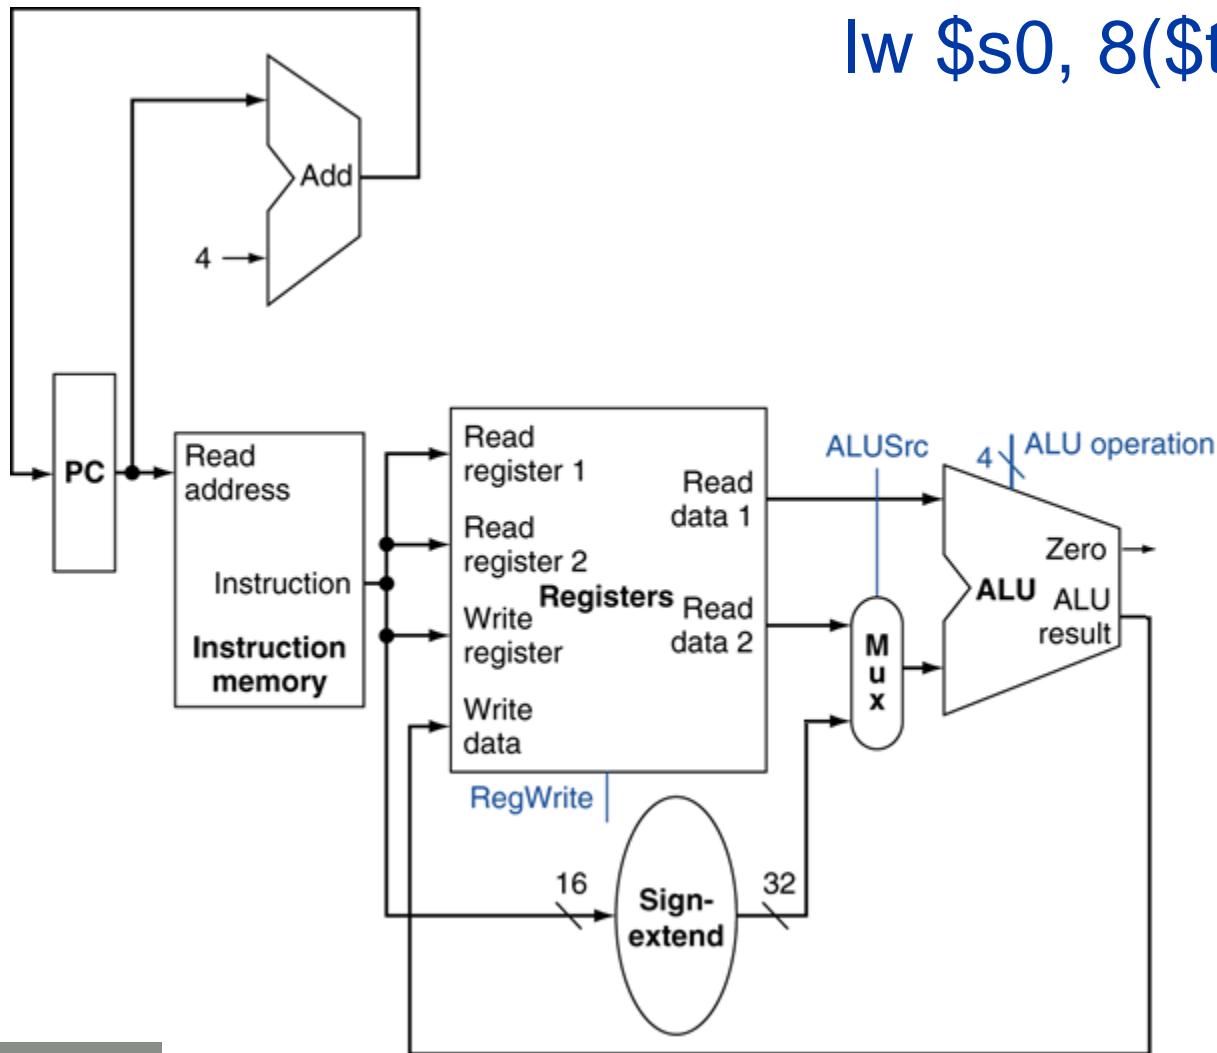 lw $s0, 8($t
Add
4
PC
Read
address
Instruction
Instruction
memory
Read
register 1
Read
register 2
Write
register
Write
data
Registers
Read
data 1
Read
data 2
RegWrite
16
Sign-
extend
32
ALUSrc
M
u
x
4
ALU operation
Zero
ALU
ALU
result